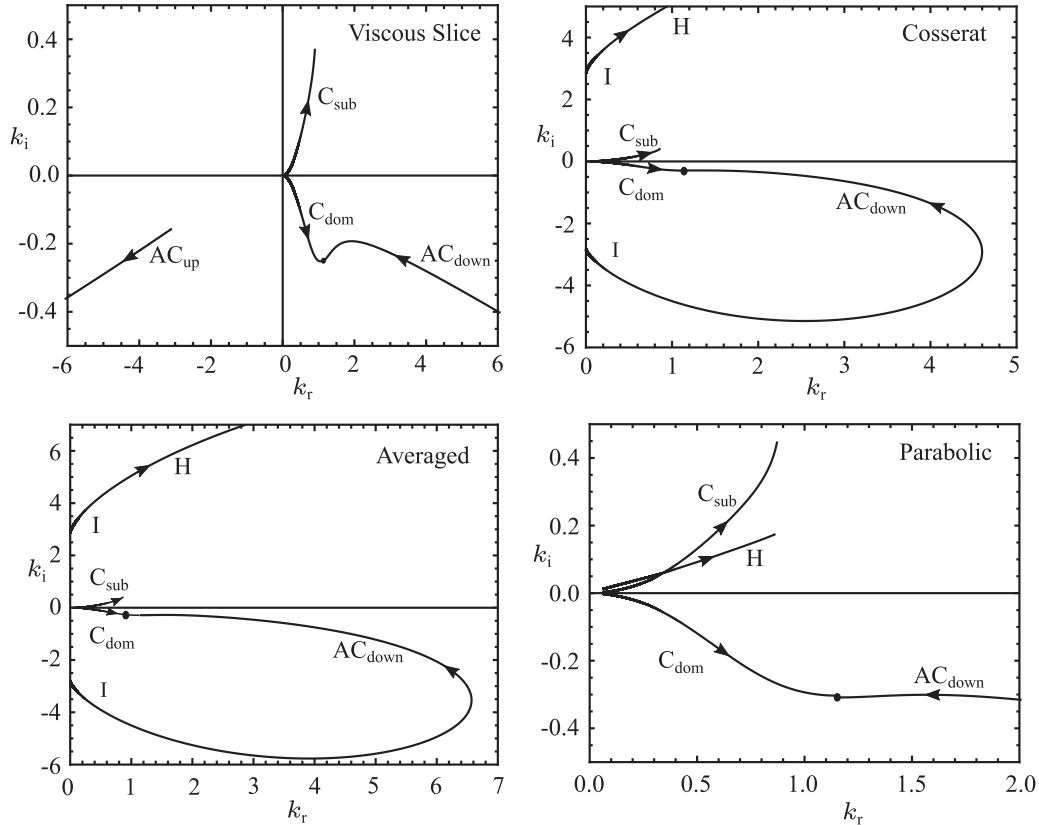 Viscous Slice
0.4
0.2
0.0
-0.2
-0.4
k_i
C_sub
C_dom
AC_up
AC_down
-6 -4 -2 0 2 4 6
k_r
Cosserat
4
2
0
-2
-4
-6
k_i
H
I
C_sub
C_dom
AC_down
I
0 1 2 3 4 5
k_r
Averaged
6
4
2
0
-2
-4
-6
k_i
H
I
C_sub
C_dom
AC_down
I
0 1 2 3 4 5 6 7
k_r
Parabolic
0.4
0.2
0.0
-0.2
-0.4
k_i
C_sub
H
C_dom
AC_down
0.0 0.5 1.0 1.5 2.0
k_r